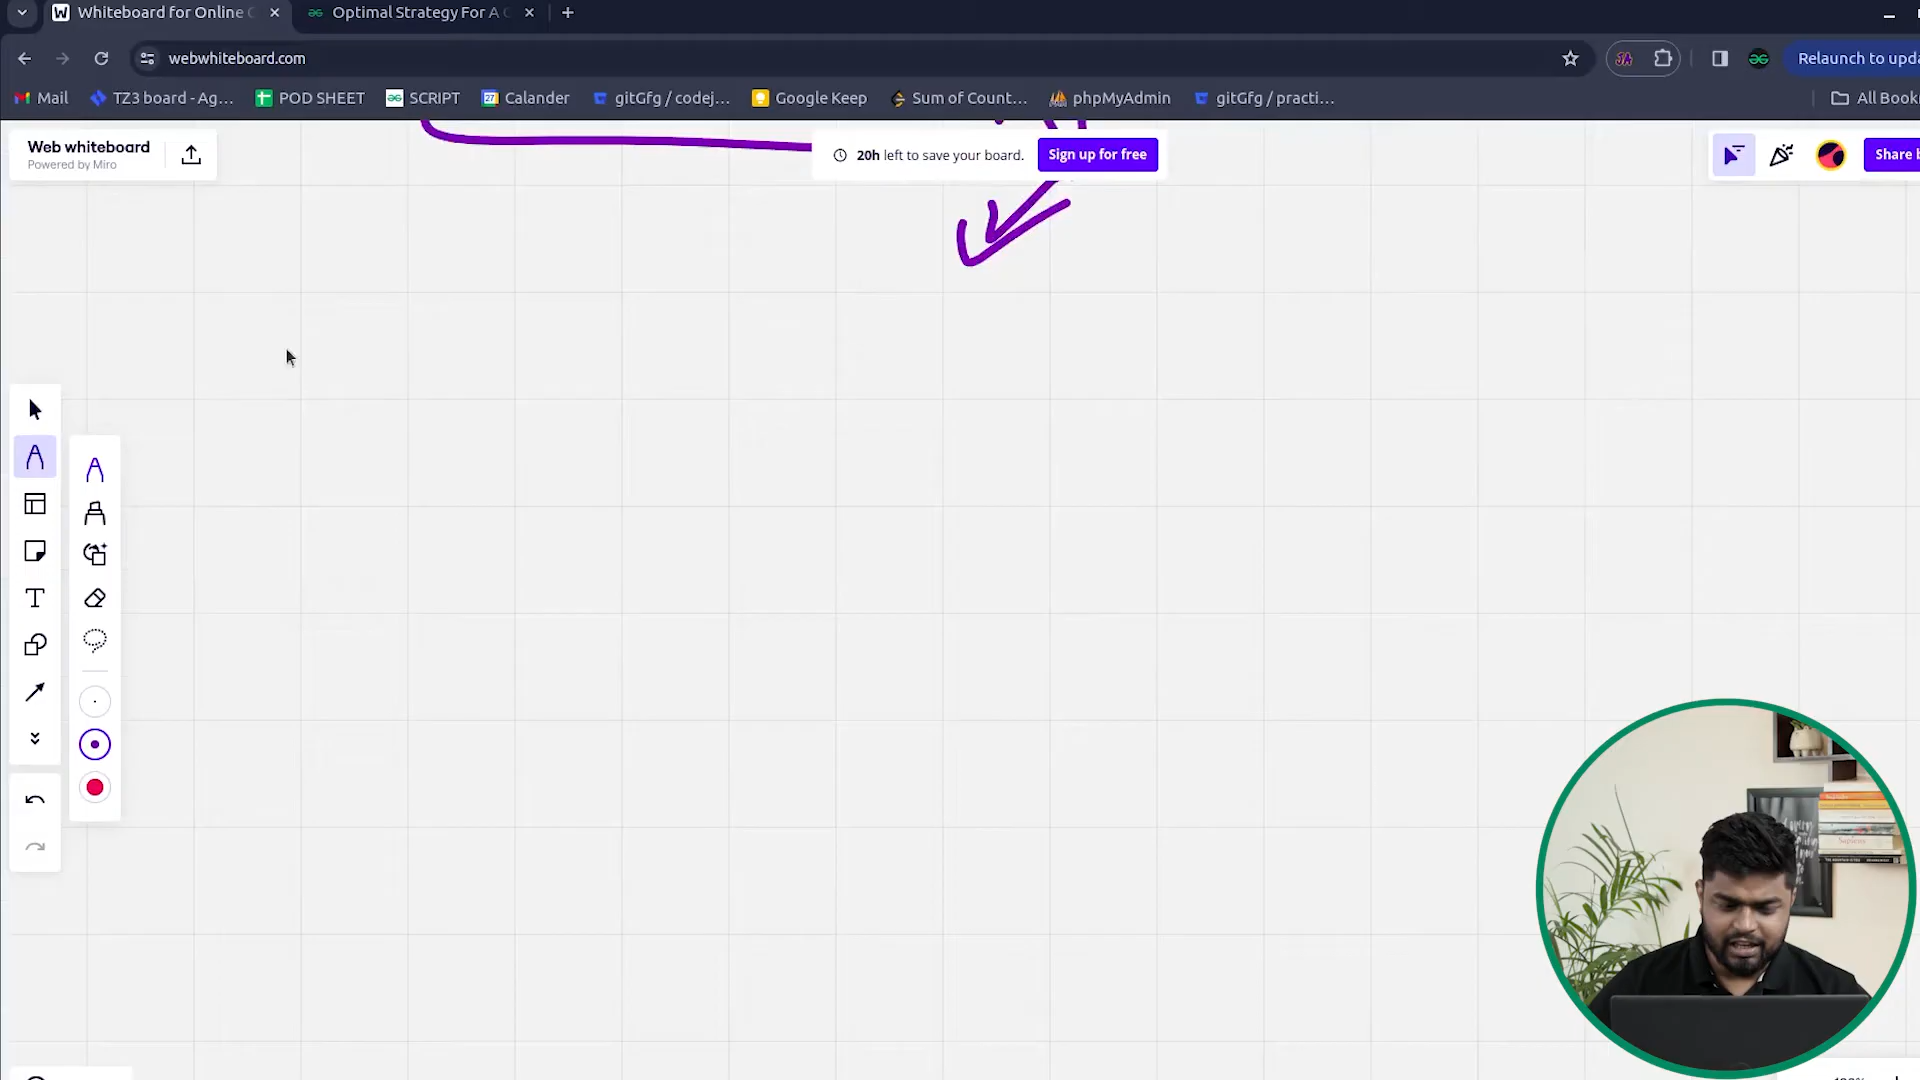 Whiteboard for Online C
Optimal Strategy For A G
webwhiteboard.com
Relaunch to upda
Mail
TZ3 board - Ag...
POD SHEET
SCRIPT
27
Calander
gitGfg / codej...
Google Keep
Sum of Count...
phpMyAdmin
gitGfg / practi...
All Book
Web whiteboard
Powered by Miro
20h left to save your board.
Sign up for free
Share b